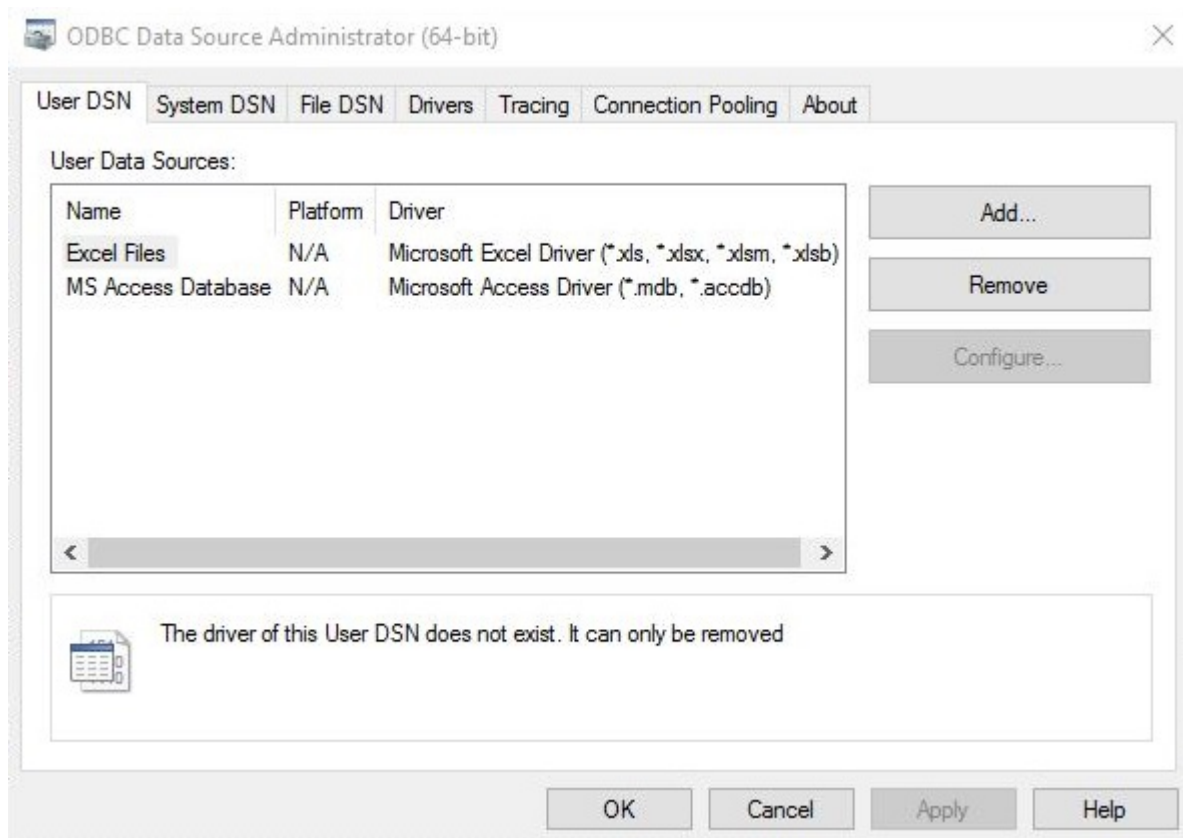 ODBC Data Source Administrator (64-bit)
User DSN System DSN File DSN Drivers Tracing Connection Pooling About
User Data Sources:
Name Platform Driver
Excel Files N/A Microsoft Excel Driver (*.xls, *.xlsx, *.xlsm, *.xlsb)
MS Access Database N/A Microsoft Access Driver (*.mdb, *.accdb)
Add...
Remove
Configure...
The driver of this User DSN does not exist. It can only be removed
OK Cancel Apply Help